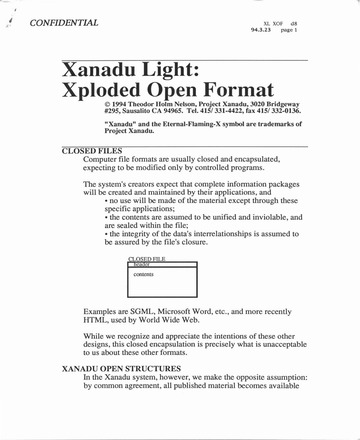 CONFIDENTIAL
XL XOF d8
94.3.23 page 1
Xanadu Light:
Xploded Open Format
© 1994 Theodor Holm Nelson, Project Xanadu, 3020 Bridgeway
#295, Sausalito CA 94965. Tel. 415/ 331-4422, fax 415/ 332-0136.
"Xanadu" and the Eternal-Flaming-X symbol are trademarks of
Project Xanadu.
CLOSED FILES
Computer file formats are usually closed and encapsulated,
expecting to be modified only by controlled programs.
The system's creators expect that complete information packages
will be created and maintained by their applications, and
• no use will be made of the material except through these
specific applications;
• the contents are assumed to be unified and inviolable, and
are sealed within the file;
• the integrity of the data's interrelationships is assumed to
be assured by the file's closure.
CLOSED FILE
header
contents
Examples are SGML, Microsoft Word, etc., and more recently
HTML, used by World Wide Web.
While we recognize and appreciate the intentions of these other
designs, this closed encapsulation is precisely what is unacceptable
to us about these other formats.
XANADU OPEN STRUCTURES
In the Xanadu system, however, we make the opposite assumption:
by common agreement, all published material becomes available